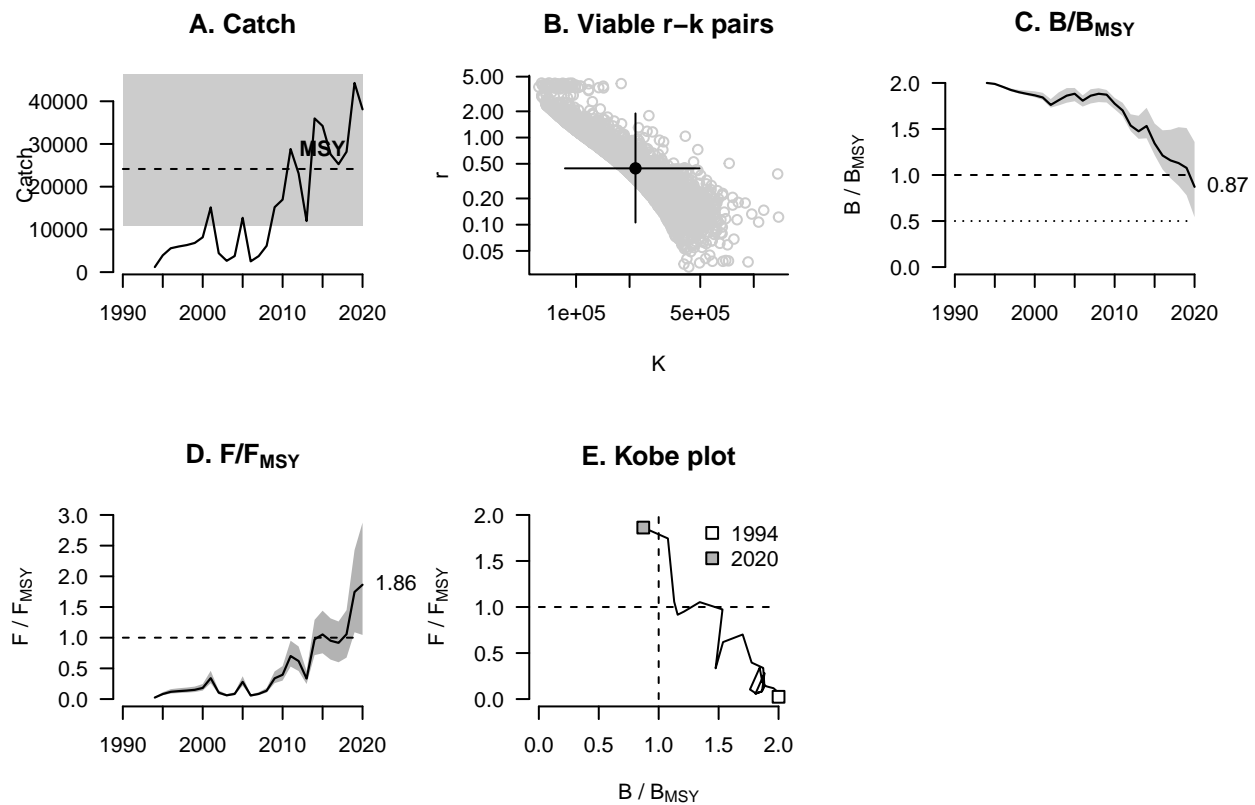 A. Catch
Catch
40000
30000
20000
10000
0
MSY
1990 2000 2010 2020
B. Viable r−k pairs
r
5.00
2.00
1.00
0.50
0.20
0.10
0.05
1e+05 5e+05
K
C. B/BMSY
B / BMSY
2.0
1.5
1.0
0.5
0.0
0.87
1990 2000 2010 2020
D. F/FMSY
F / FMSY
3.0
2.5
2.0
1.5
1.0
0.5
0.0
1.86
1990 2000 2010 2020
E. Kobe plot
F / FMSY
2.0
1.5
1.0
0.5
0.0
1994
2020
0.0 0.5 1.0 1.5 2.0
B / BMSY